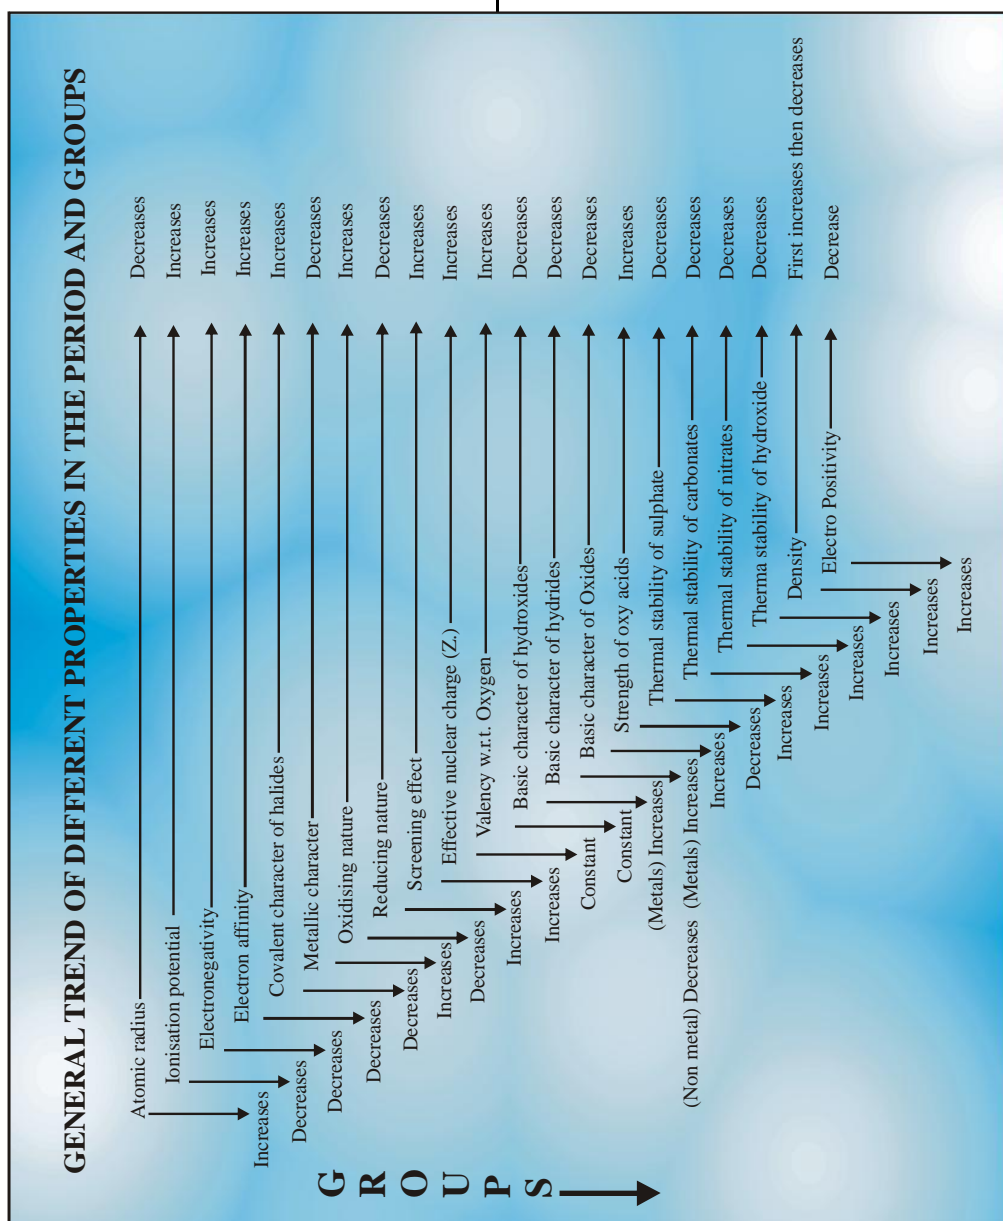 GENERAL TREND OF DIFFERENT PROPERTIES IN THE PERIOD AND GROUPS
Atomic radius Decreases
Increases
Ionisation potential Increases
Decreases
Electronegativity Increases
Decreases
Electron affinity Increases
Decreases
Covalent character of halides Increases
Decreases
Metallic character Decreases
Increases
Oxidising nature Increases
Decreases
Reducing nature Decreases
Increases
Screening effect Increases
Increases
Effective nuclear charge (Z.) Increases
Constant
Valency w.r.t. Oxygen Increases
Constant
Basic character of hydroxides Decreases
(Metals) Increases
Basic character of hydrides Decreases
(Non metal) Decreases (Metals) Increases
Basic character of Oxides Decreases
Increases
Strength of oxy acids Increases
Decreases
Thermal stability of sulphate Decreases
Increases
Thermal stability of carbonates Decreases
Increases
Thermal stability of nitrates Decreases
Increases
Therma stability of hydroxide Decreases
Increases
Density First increases then decreases
Increases
Electro Positivity Decrease
Increases
GROUPS